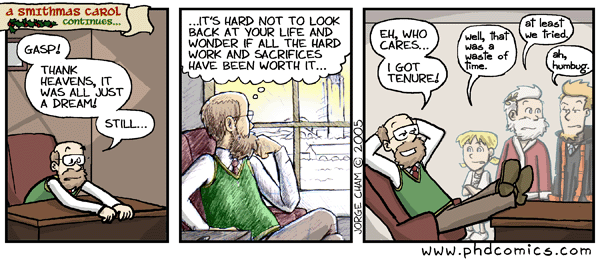 a smithmas carol
continues...
GASP!
THANK
HEAVENS, IT
WAS ALL JUST
A DREAM!
STILL...
...IT'S HARD NOT TO LOOK
BACK AT YOUR LIFE AND
WONDER IF ALL THE HARD
WORK AND SACRIFICES
HAVE BEEN WORTH IT...
JORGE CHAM © 2005
EH, WHO
CARES...
I GOT
TENURE!
well, that
was a
waste of
time.
at least
we tried.
ah,
humbug.
www.phdcomics.com